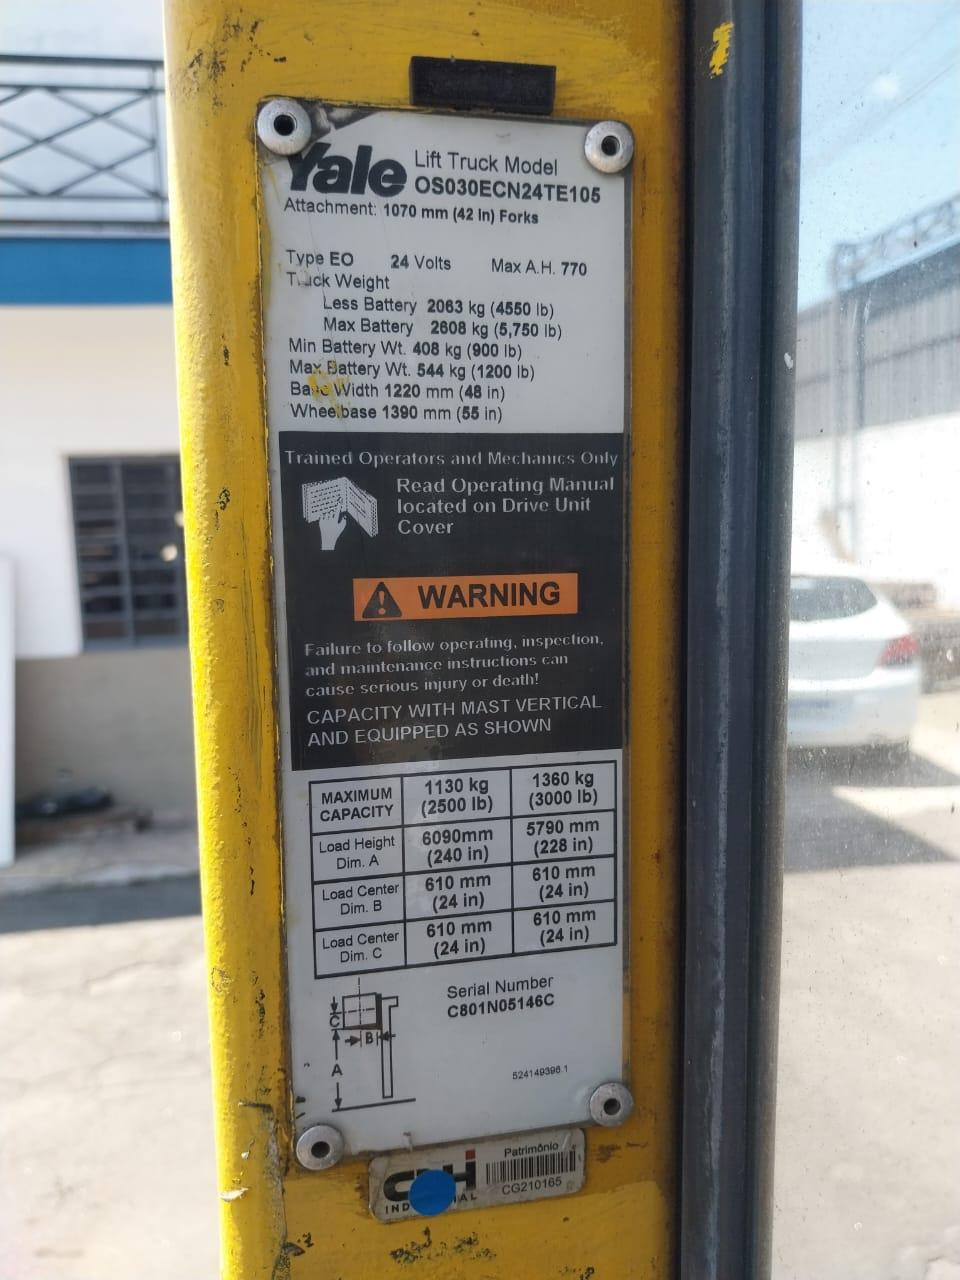 Yale Lift Truck Model
OS030ECN24TE105
Attachment: 1070 mm (42 in) Forks
Type EO 24 Volts Max A.H. 770
Truck Weight
Less Battery 2063 kg (4550 lb)
Max Battery 2608 kg (5,750 lb)
Min Battery Wt. 408 kg (900 lb)
Max Battery Wt. 544 kg (1200 lb)
Base Width 1220 mm (48 in)
Wheelbase 1390 mm (55 in)
Trained Operators and Mechanics Only
Read Operating Manual
located on Drive Unit
Cover
WARNING
Failure to follow operating, inspection,
and maintenance instructions can
cause serious injury or death!
CAPACITY WITH MAST VERTICAL
AND EQUIPPED AS SHOWN
MAXIMUM CAPACITY 1130 kg (2500 lb) 1360 kg (3000 lb)
Load Height Dim. A 6090mm (240 in) 5790 mm (228 in)
Load Center Dim. B 610 mm (24 in) 610 mm (24 in)
Load Center Dim. C 610 mm (24 in) 610 mm (24 in)
Serial Number
C801N05146C
C
B
A
524149396 1
Patrimônio
CG210165